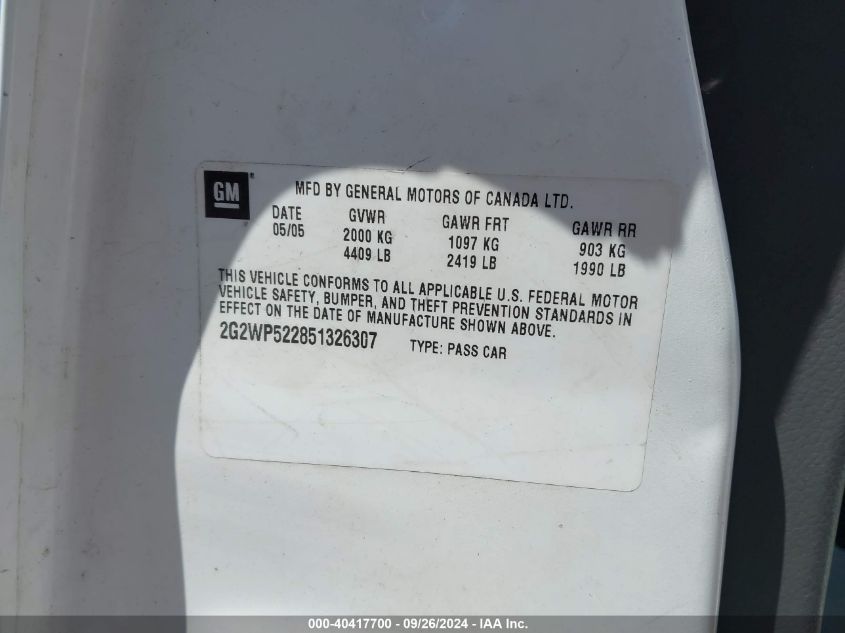 GM ®
MFD BY GENERAL MOTORS OF CANADA LTD.
DATE GVWR GAWR FRT GAWR RR
05/05 2000 KG 1097 KG 903 KG
4409 LB 2419 LB 1990 LB
THIS VEHICLE CONFORMS TO ALL APPLICABLE U.S. FEDERAL MOTOR
VEHICLE SAFETY, BUMPER, AND THEFT PREVENTION STANDARDS IN
EFFECT ON THE DATE OF MANUFACTURE SHOWN ABOVE.
2G2WP522851326307 TYPE: PASS CAR
000-40417700 - 09/26/2024 - IAA Inc.